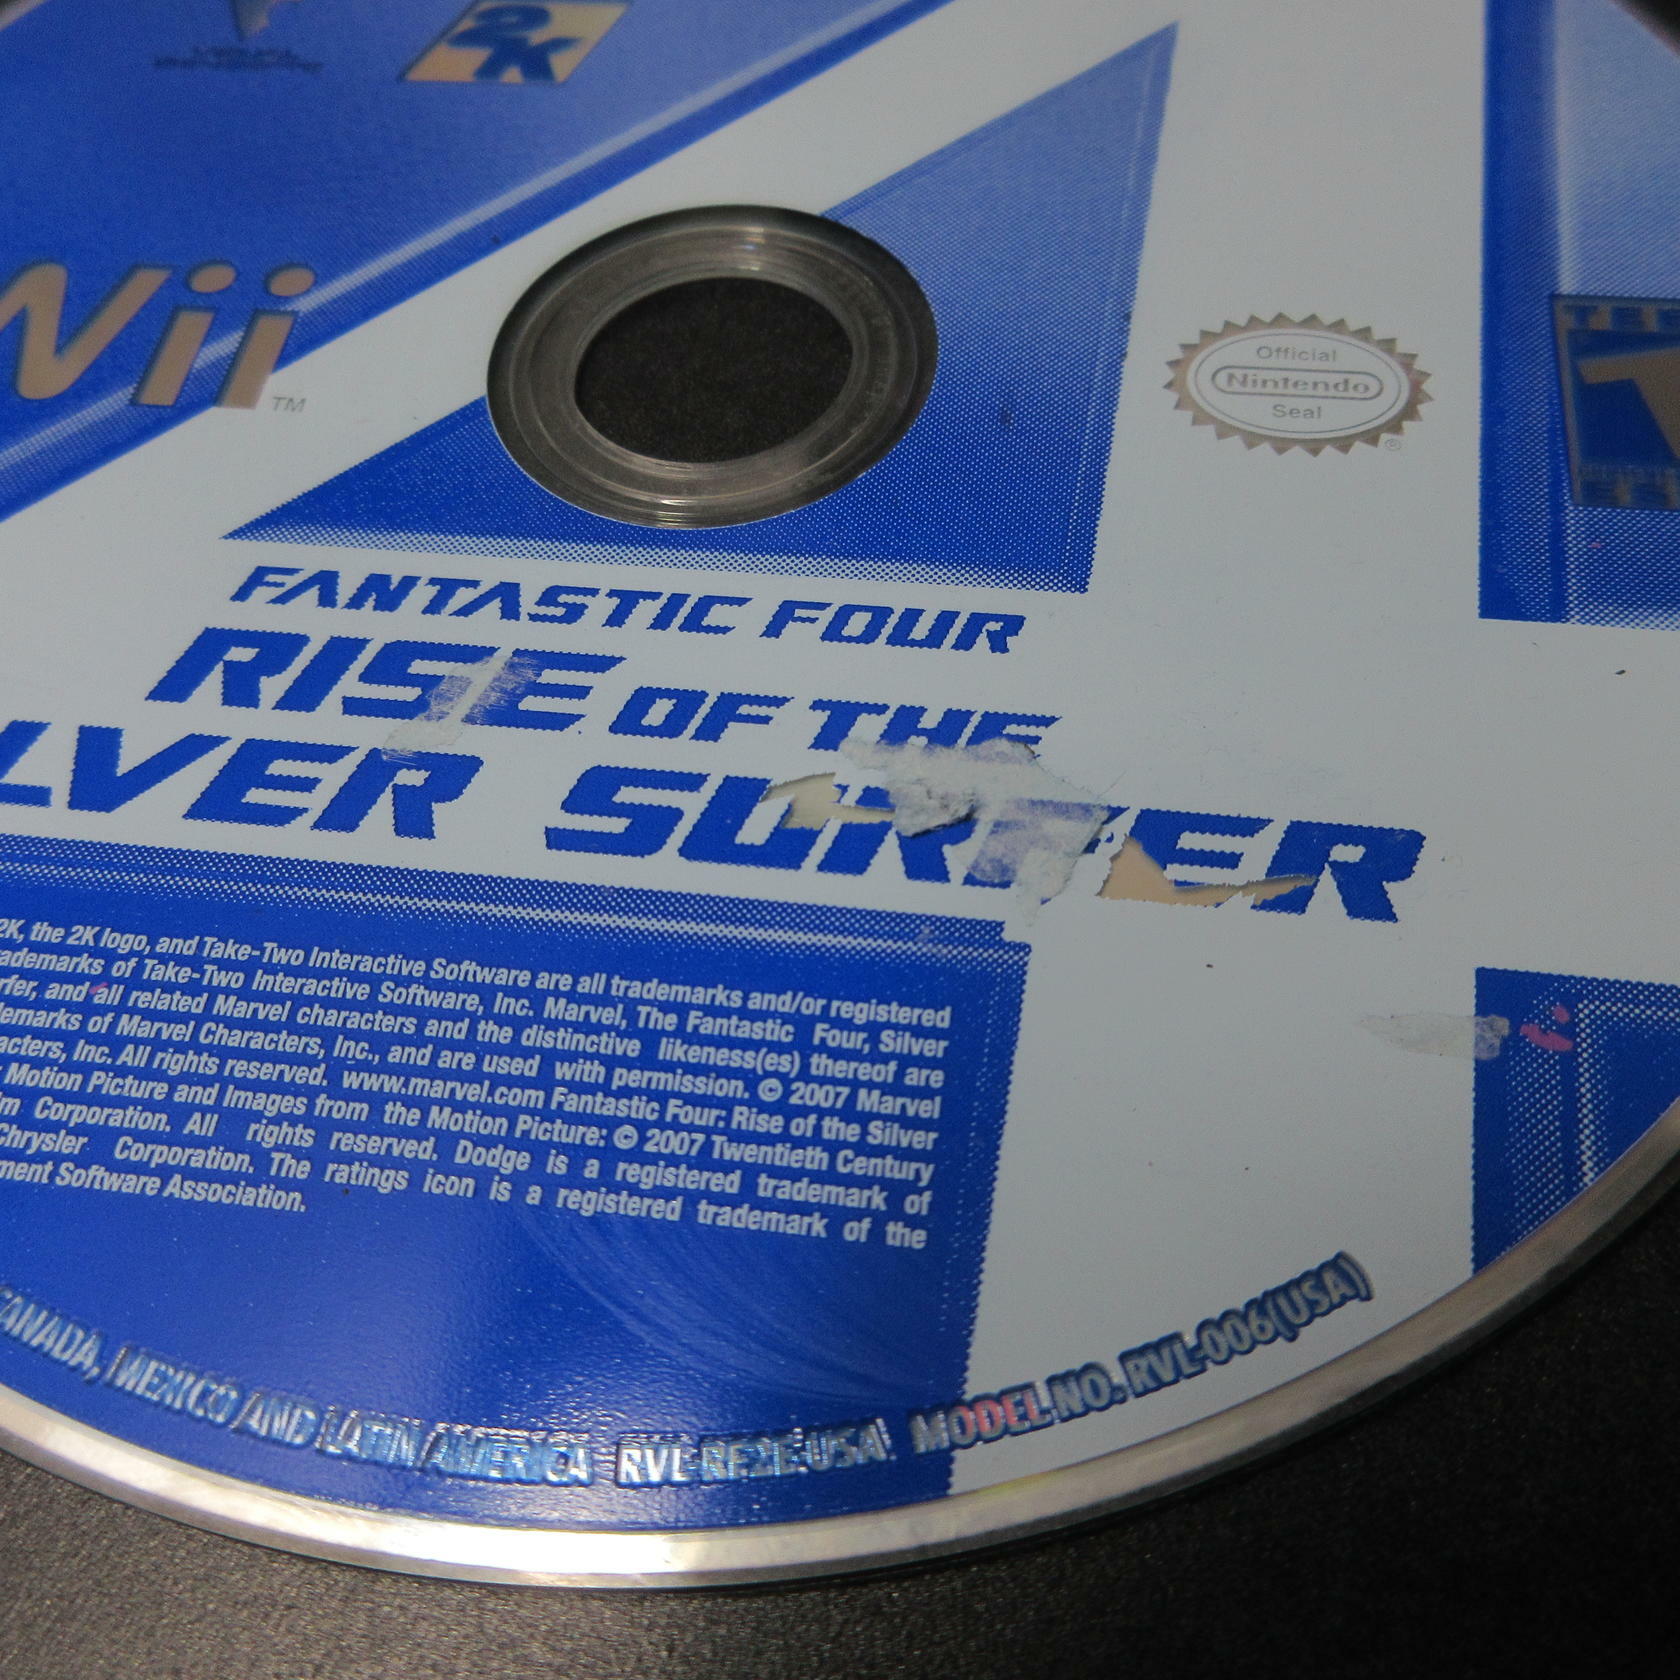 2K
Wii
TM
Official
Nintendo
Seal
®
T
FANTASTIC FOUR
RISE OF THE
LVER SURFER
2K, the 2K logo, and Take-Two Interactive Software are all trademarks and/or registered
ademarks of Take-Two Interactive Software, Inc. Marvel, The Fantastic Four, Silver
rfer, and all related Marvel characters and the distinctive likeness(es) thereof are
demarks of Marvel Characters, Inc., and are used with permission. © 2007 Marvel
acters, Inc. All rights reserved. www.marvel.com Fantastic Four: Rise of the Silver
Motion Picture and Images from the Motion Picture: © 2007 Twentieth Century
lm Corporation. All rights reserved. Dodge is a registered trademark of
Chrysler Corporation. The ratings icon is a registered trademark of the
ment Software Association.
CANADA, MEXICO AND LATIN AMERICA RVL-RF2E-USA MODEL NO. RVL-006(USA)